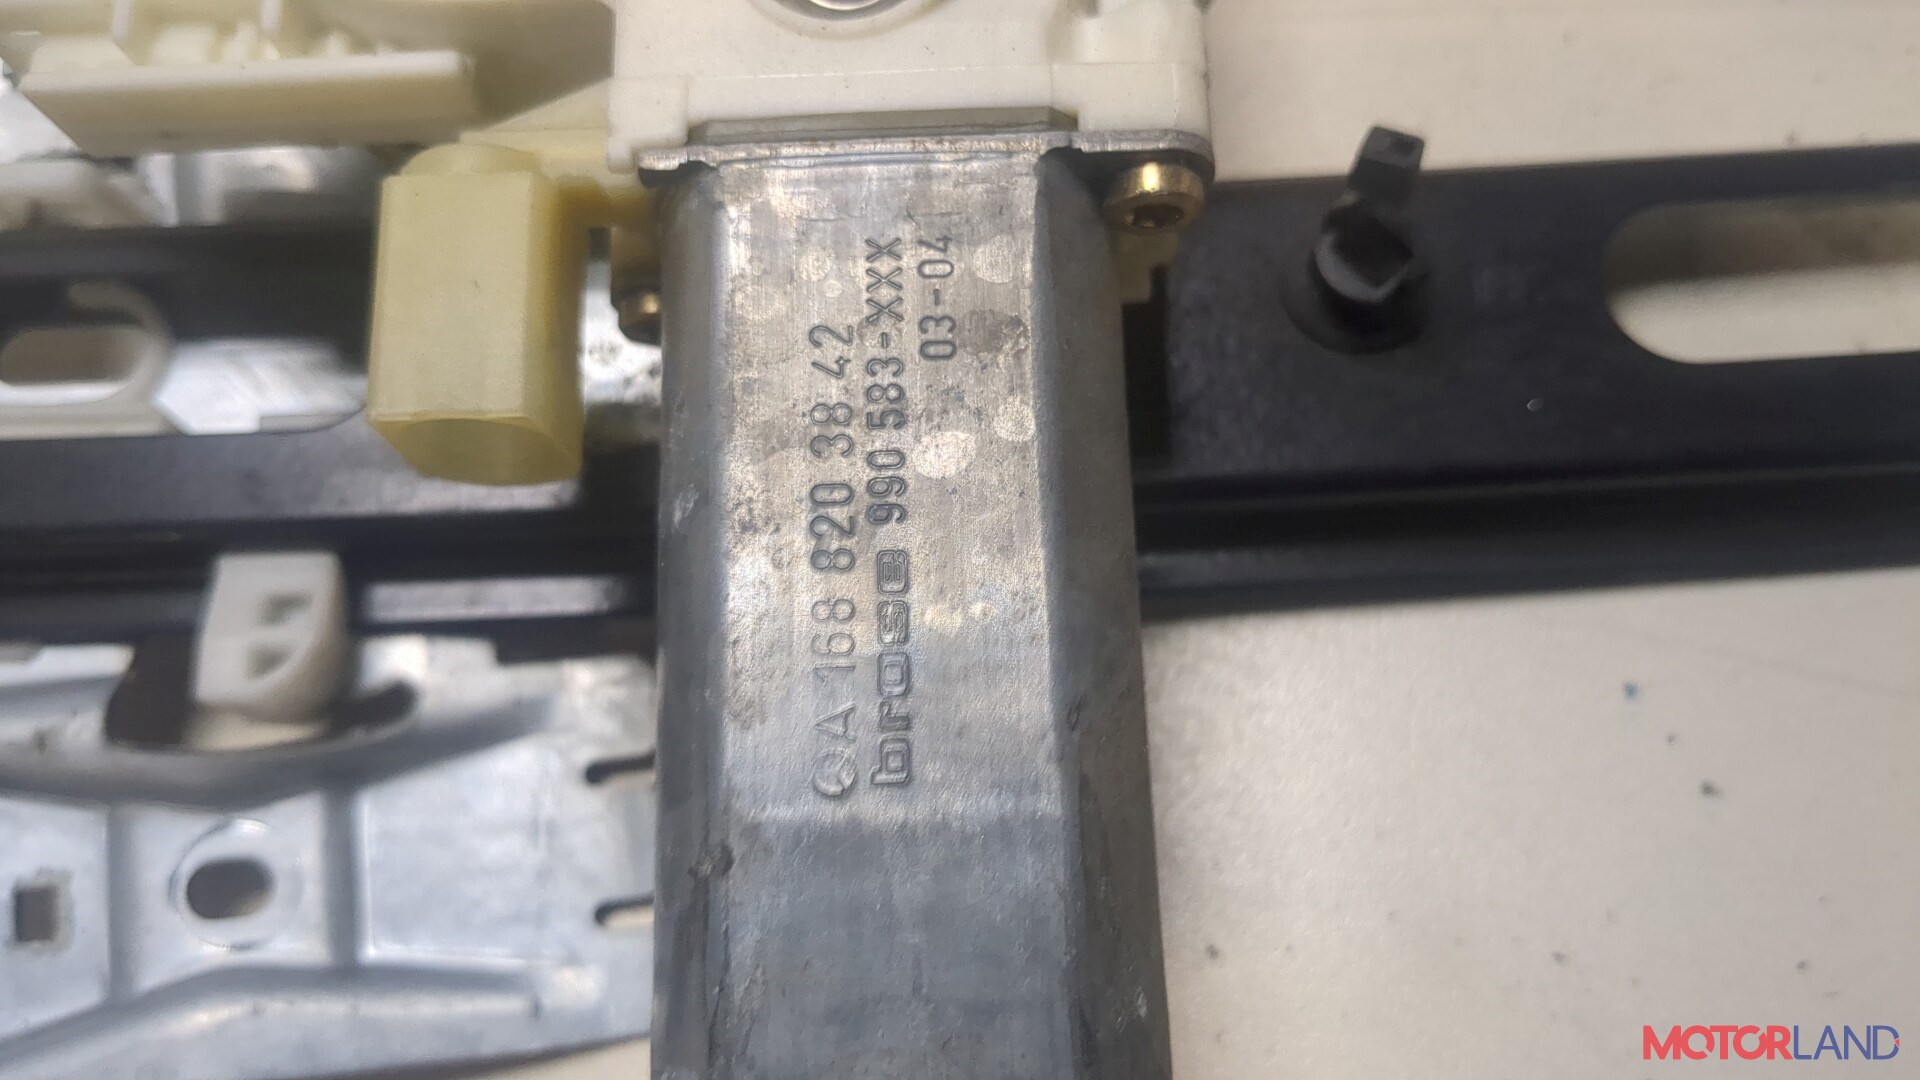 A 168 820 38 42
brose 990 583-XXX
03-04
MOTORLAND